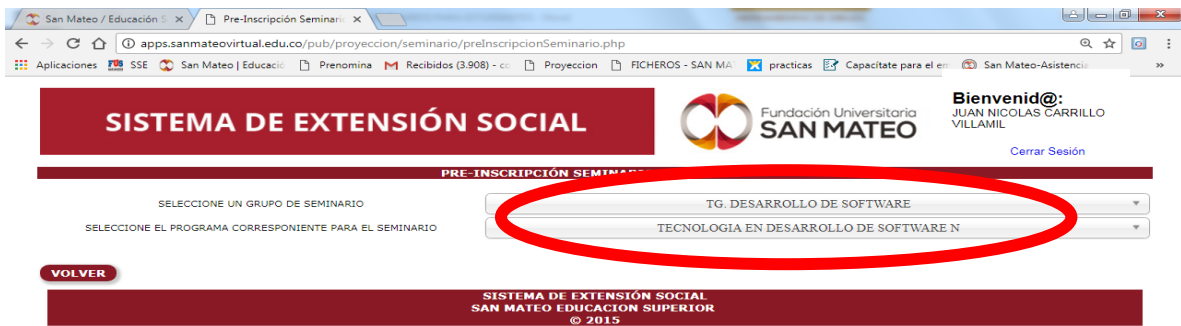 San Mateo / Educación S
Pre-Inscripción Seminari
apps.sanmateovirtual.edu.co/pub/proyeccion/seminario/preInscripcionSeminario.php
Aplicaciones SSE San Mateo | Educació Prenomina Recibidos (3.908) - co Proyeccion FICHEROS - SAN MA practicas Capacítate para el em San Mateo-Asistencia »
SISTEMA DE EXTENSIÓN SOCIAL
Fundación Universitaria
SAN MATEO
Bienvenid@:
JUAN NICOLAS CARRILLO
VILLAMIL
Cerrar Sesión
PRE-INSCRIPCIÓN
SELECCIONE UN GRUPO DE SEMINARIO
TG. DESARROLLO DE SOFTWARE
SELECCIONE EL PROGRAMA CORRESPONIENTE PARA EL SEMINARIO
TECNOLOGIA EN DESARROLLO DE SOFTWARE N
VOLVER
SISTEMA DE EXTENSIÓN SOCIAL
SAN MATEO EDUCACION SUPERIOR
© 2015